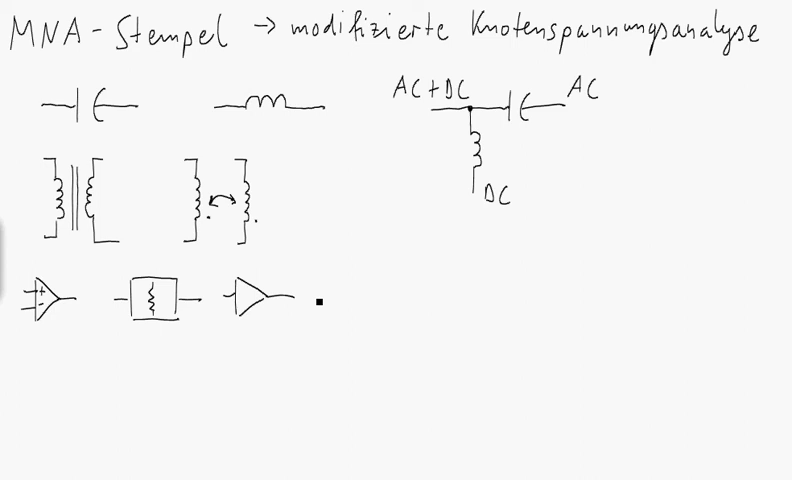 MNA-Stempel → modifizierte Knotenspannungsanalyse
AC+DC AC
DC
+
-